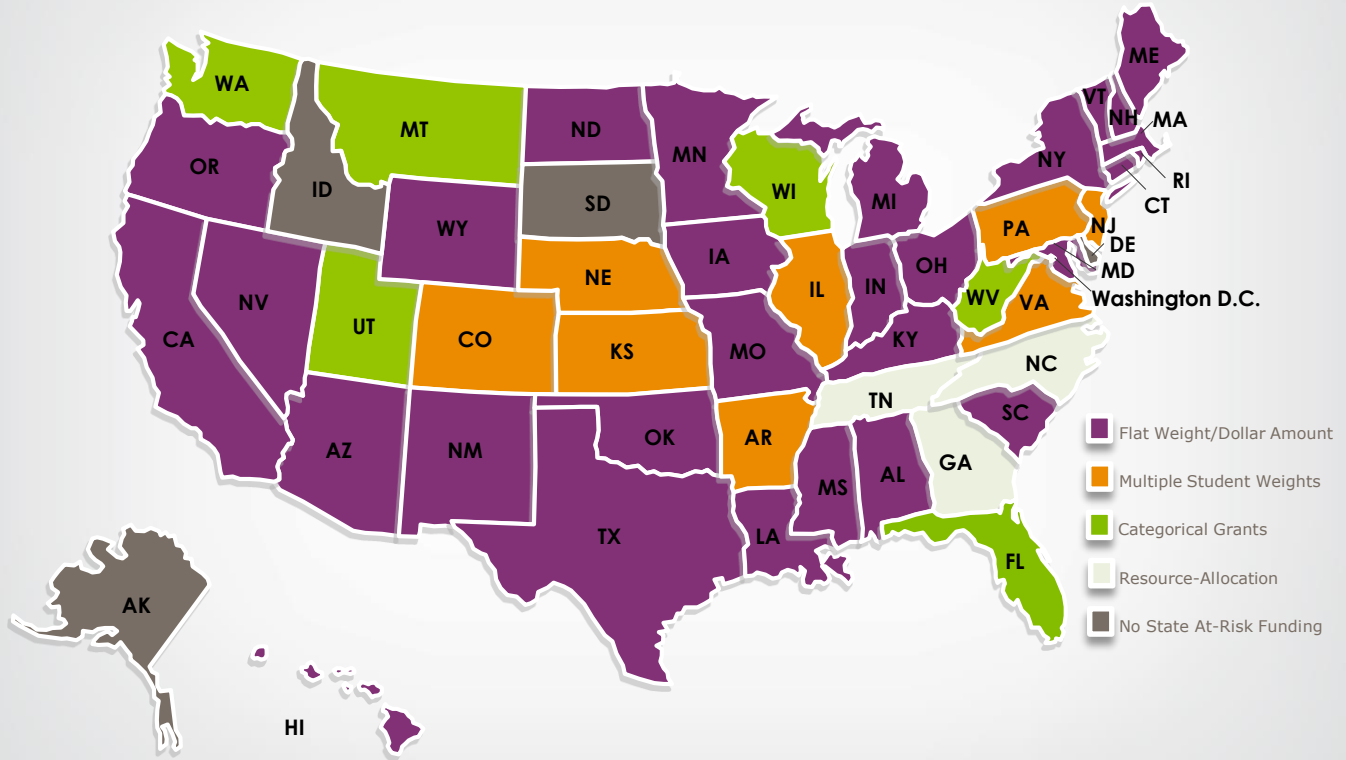 ME
WA
VT
MT
ND
NH
MA
MN
NY
OR
RI
ID
WI
SD
MI
CT
WY
PA
NJ
DE
IA
OH
MD
NE
IL
IN
WV
Washington D.C.
NV
VA
UT
CO
CA
KY
KS
MO
NC
TN
SC
OK
AR
AZ
NM
GA
AL
MS
TX
LA
FL
AK
HI
Flat Weight/Dollar Amount
Multiple Student Weights
Categorical Grants
Resource-Allocation
No State At-Risk Funding